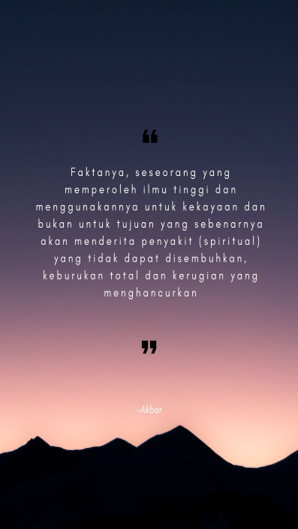 ❝
Faktanya, seseorang yang
memperoleh ilmu tinggi dan
menggunakannya untuk kekayaan dan
bukan untuk tujuan yang sebenarnya
akan menderita penyakit (spiritual)
yang tidak dapat disembuhkan,
keburukan total dan kerugian yang
menghancurkan
❞
-Akbar